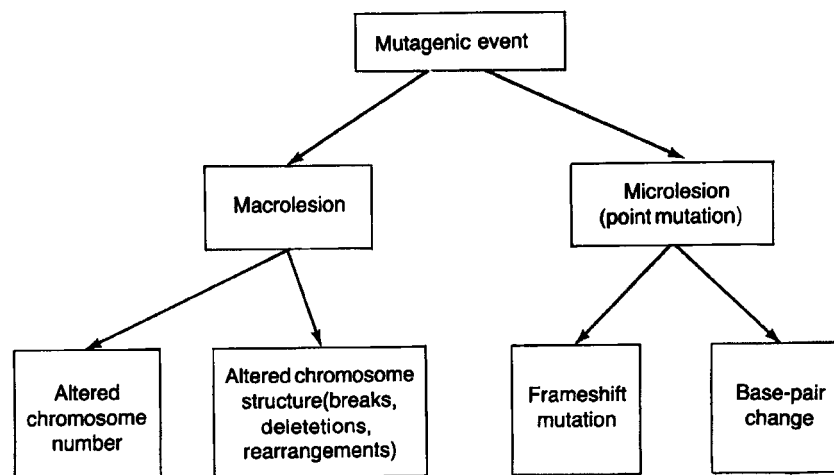 Mutagenic event
Macrolesion
Microlesion
(point mutation)
Altered
chromosome
number
Altered chromosome
structure(breaks,
deletetions,
rearrangements)
Frameshift
mutation
Base-pair
change